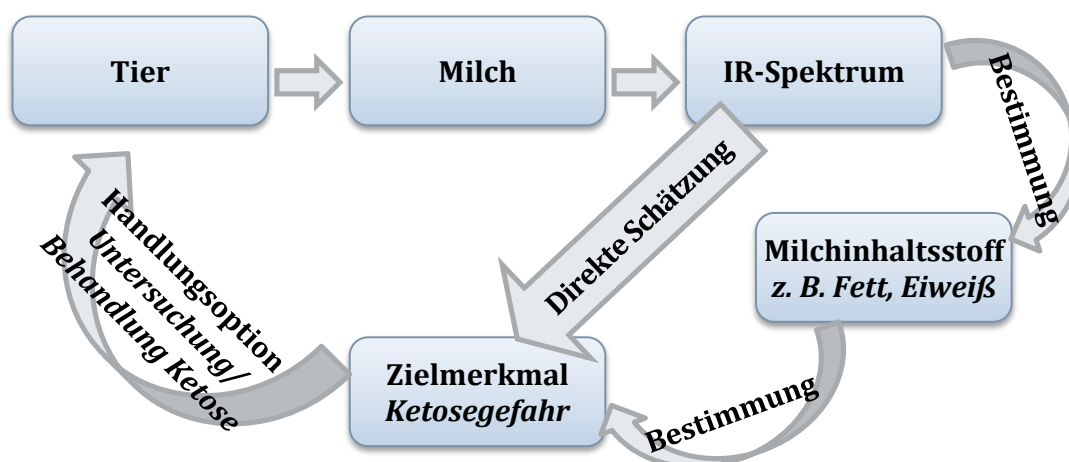 Tier
Milch
IR-Spektrum
Bestimmung
Direkte Schätzung
Milchinhaltsstoff
z. B. Fett, Eiweiß
Bestimmung
Zielmerkmal
Ketosegefahr
Handlungsoption
Untersuchung/
Behandlung Ketose